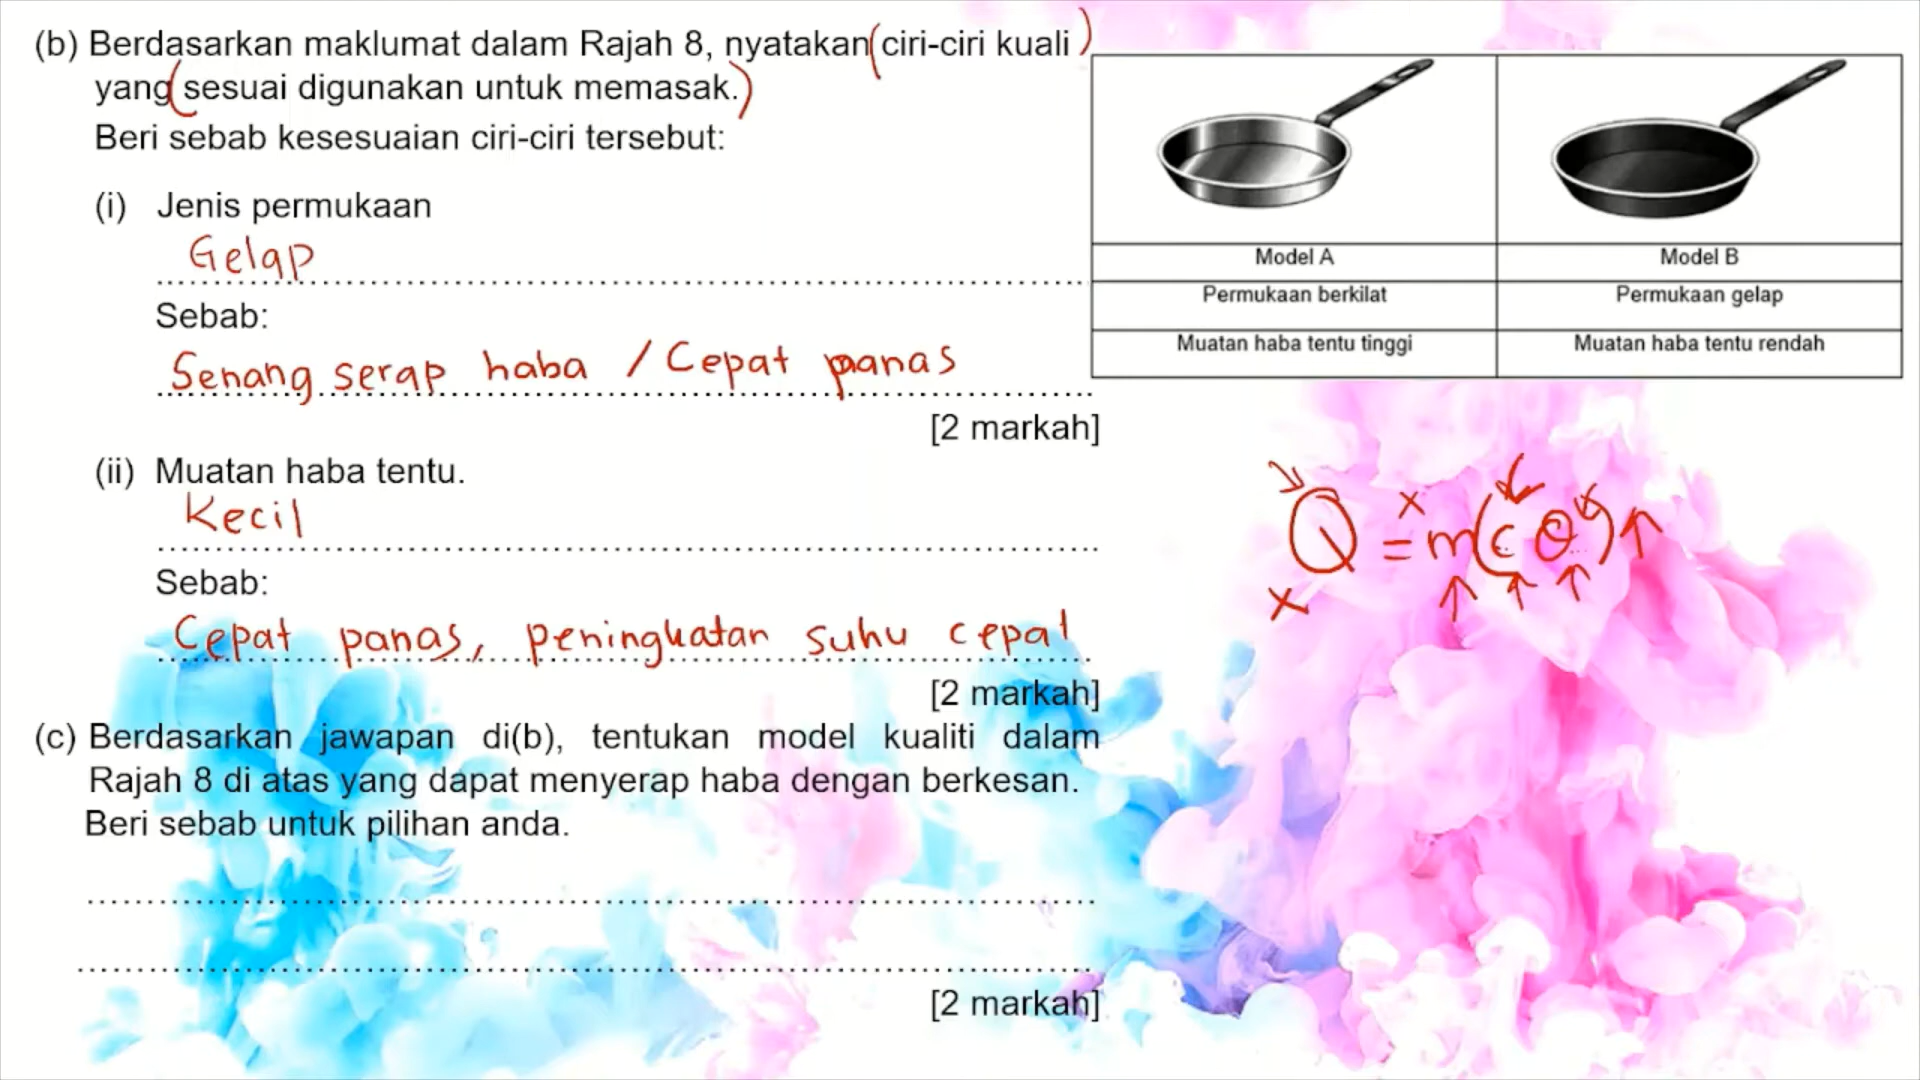 (b) Berdasarkan maklumat dalam Rajah 8, nyatakan (ciri-ciri kuali)
yang (sesuai digunakan untuk memasak.)
Beri sebab kesesuaian ciri-ciri tersebut:
(i) Jenis permukaan
Gelap
Sebab:
Senang serap haba / Cepat panas
[2 markah]
(ii) Muatan haba tentu.
Kecil
Sebab:
Cepat panas, peningkatan suhu cepat
[2 markah]
(c) Berdasarkan jawapan di(b), tentukan model kualiti dalam
Rajah 8 di atas yang dapat menyerap haba dengan berkesan.
Beri sebab untuk pilihan anda.
[2 markah]
Model A Model B
Permukaan berkilat Permukaan gelap
Muatan haba tentu tinggi Muatan haba tentu rendah
Q = m(cθ)